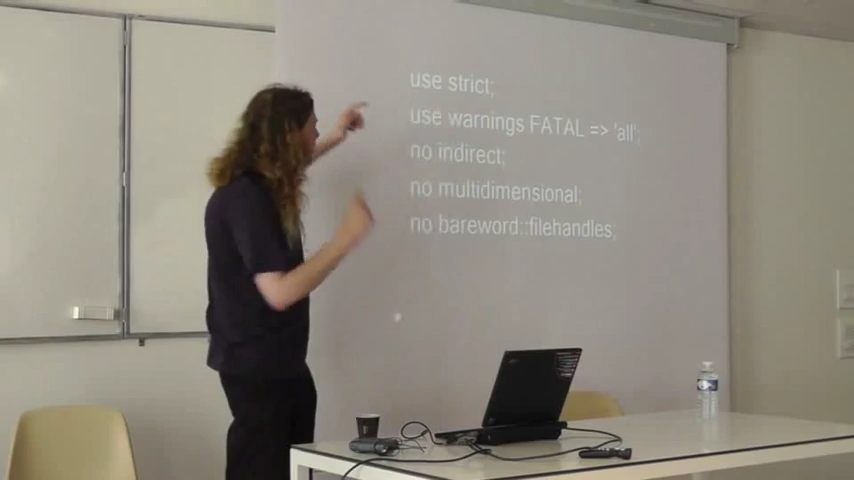 use strict;
use warnings FATAL => 'all';
no indirect;
no multidimensional;
no bareword::filehandles;